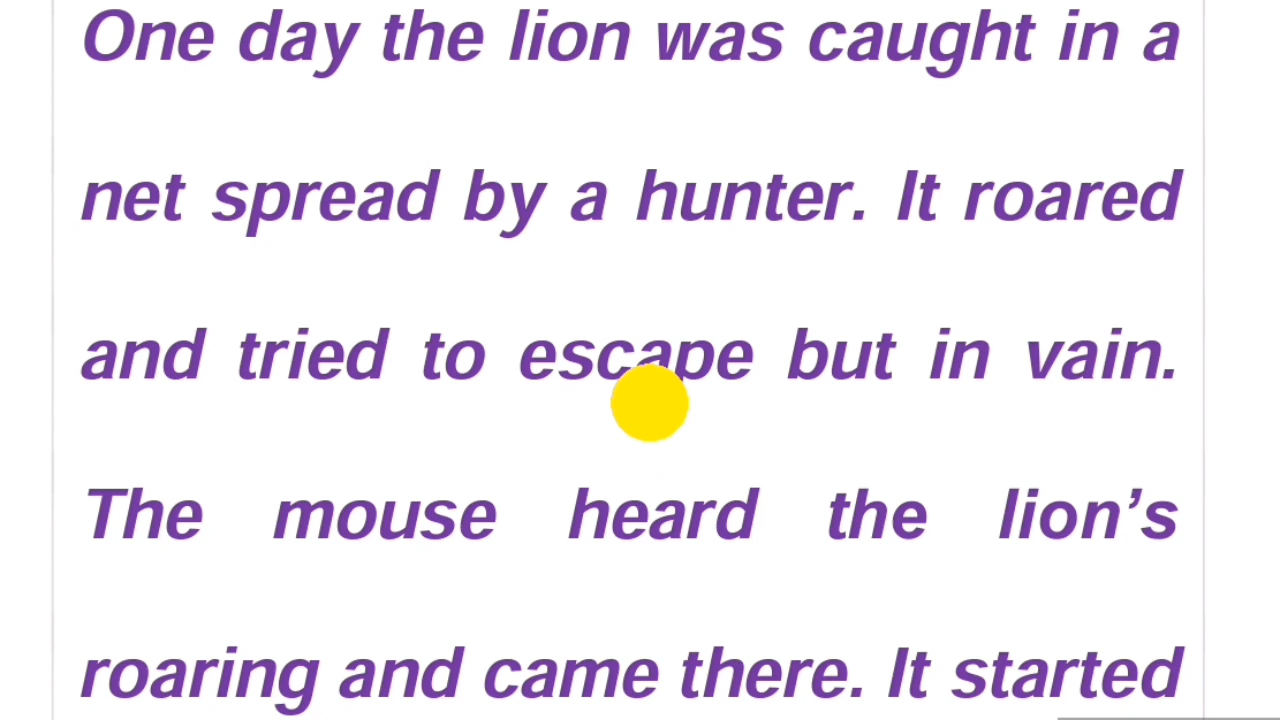 One day the lion was caught in a
net spread by a hunter. It roared
and tried to escape but in vain.
The mouse heard the lion’s
roaring and came there. It started